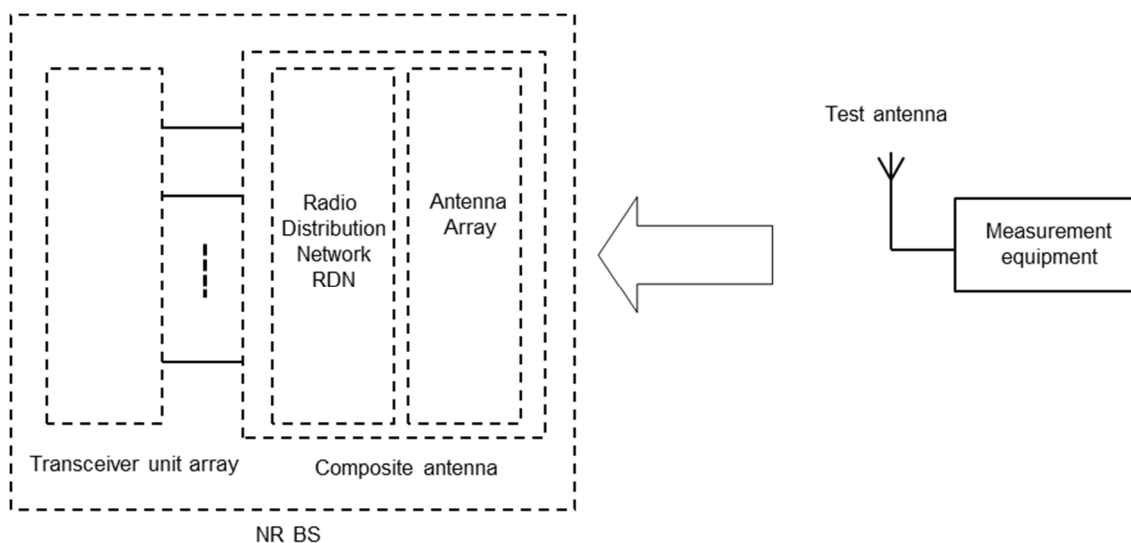 Test antenna
Radio
Distribution
Network
RDN
Antenna
Array
Measurement
equipment
Transceiver unit array
Composite antenna
NR BS